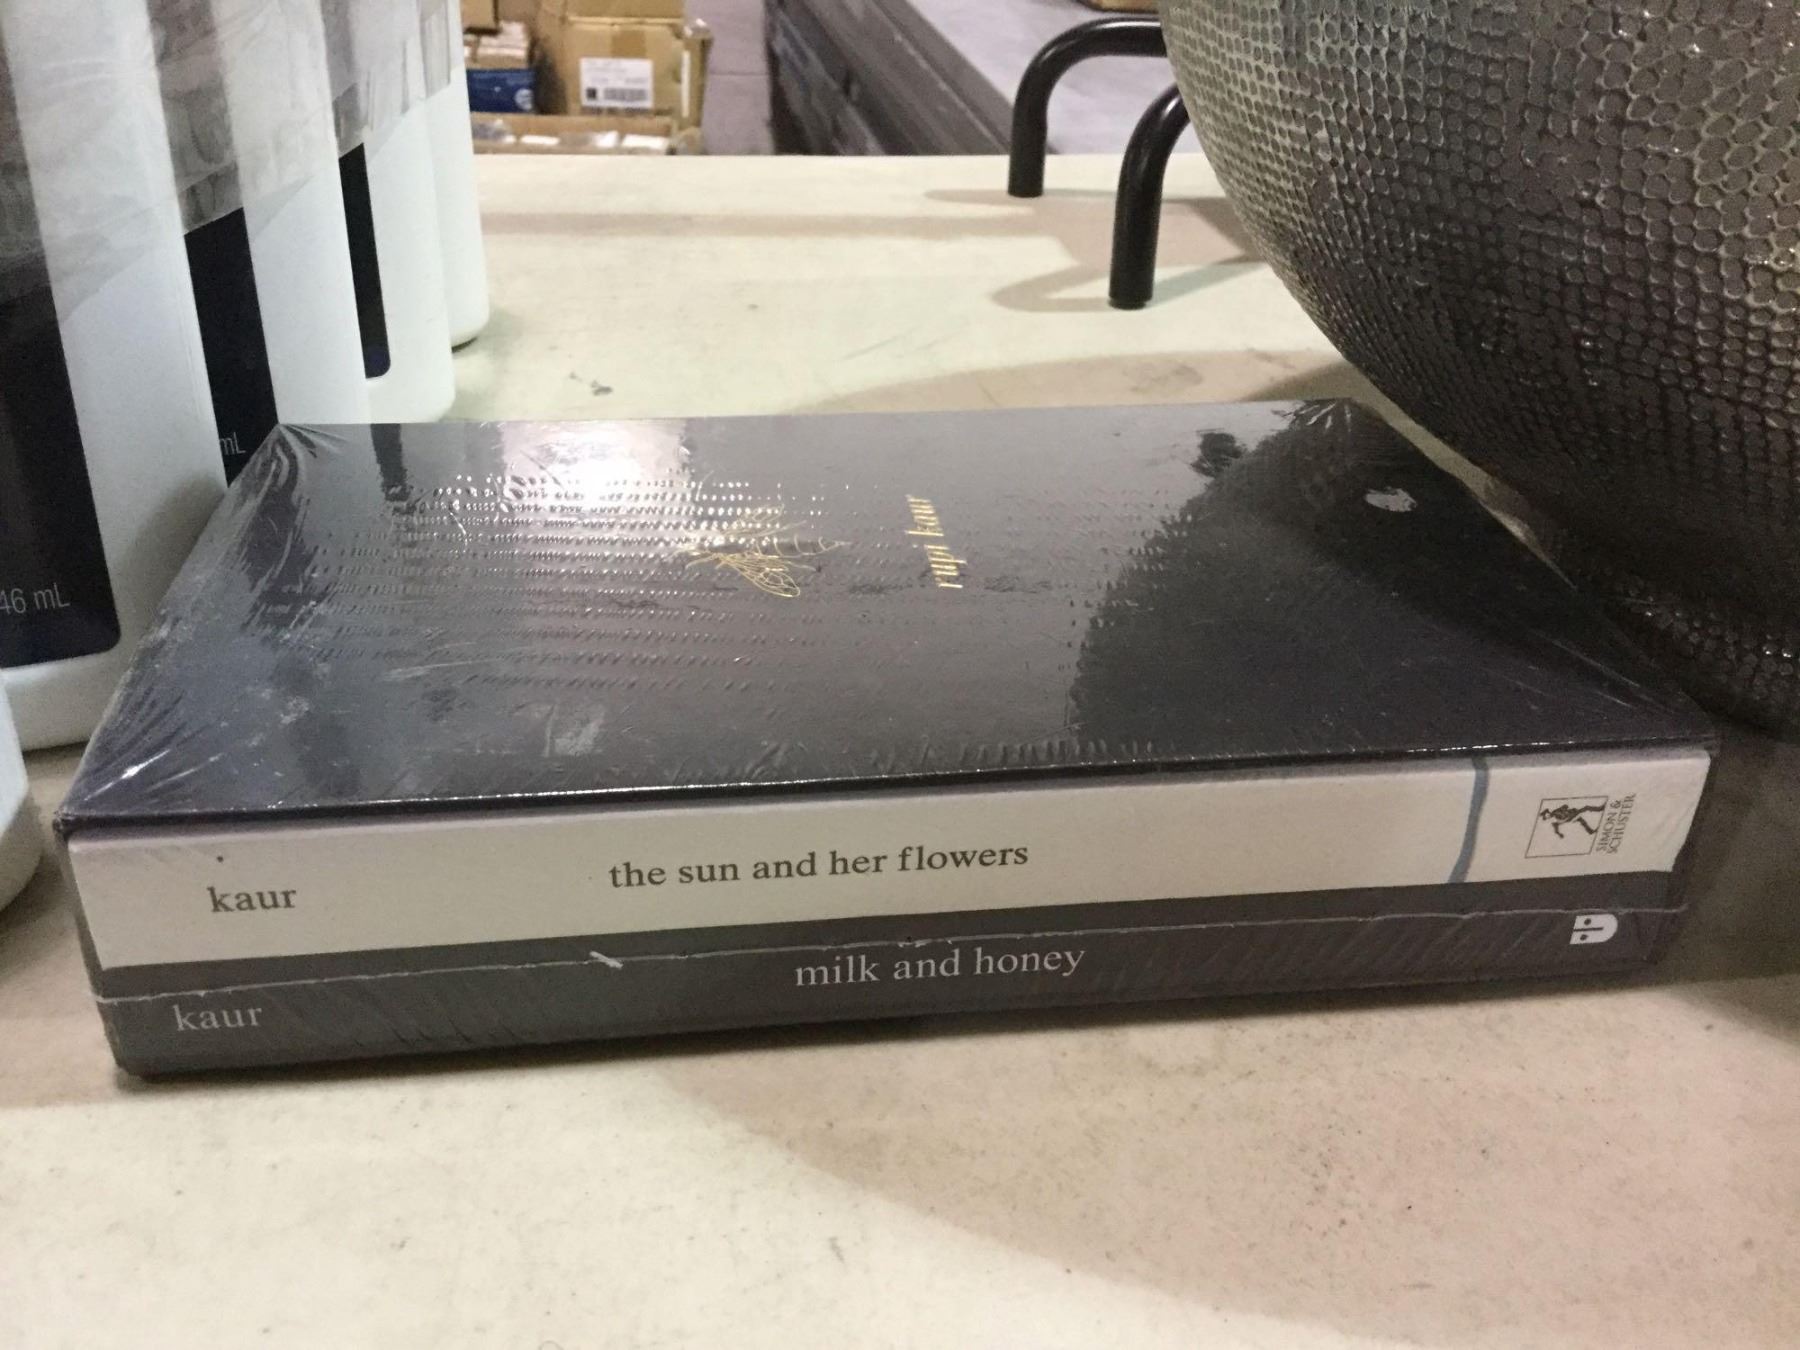 mL
46 mL
rupi kaur
kaur
the sun and her flowers
SIMON &
SCHUSTER
kaur
milk and honey